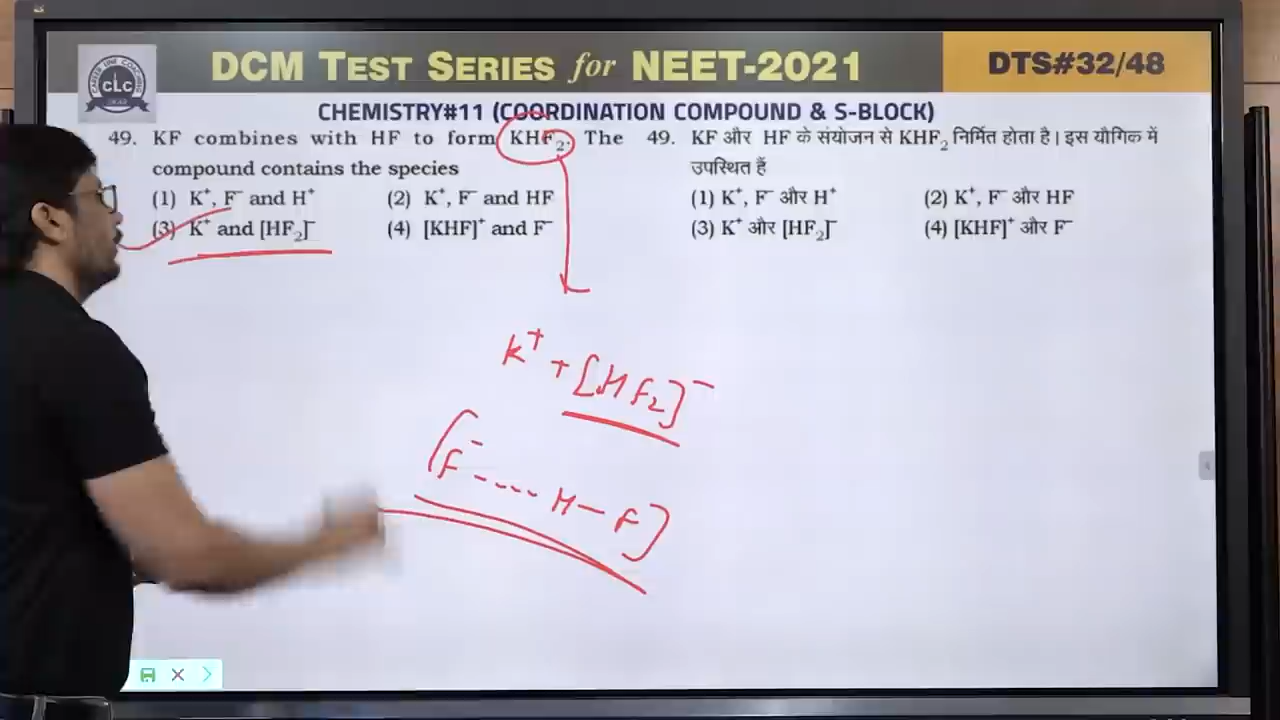 CLC
DCM TEST SERIES for NEET-2021
DTS#32/48
CHEMISTRY#11 (COORDINATION COMPOUND & S-BLOCK)
49. KF combines with HF to form KHF₂. The
compound contains the species
(1) K⁺, F⁻ and H⁺ (2) K⁺, F⁻ and HF
(3) K⁺ and [HF₂]⁻ (4) [KHF]⁺ and F⁻
49. KF और HF के संयोजन से KHF₂ निर्मित होता है। इस यौगिक में
उपस्थित हैं
(1) K⁺, F⁻ और H⁺ (2) K⁺, F⁻ और HF
(3) K⁺ और [HF₂]⁻ (4) [KHF]⁺ और F⁻
K⁺ + [HF₂]⁻
[F⁻ ---- H–F]